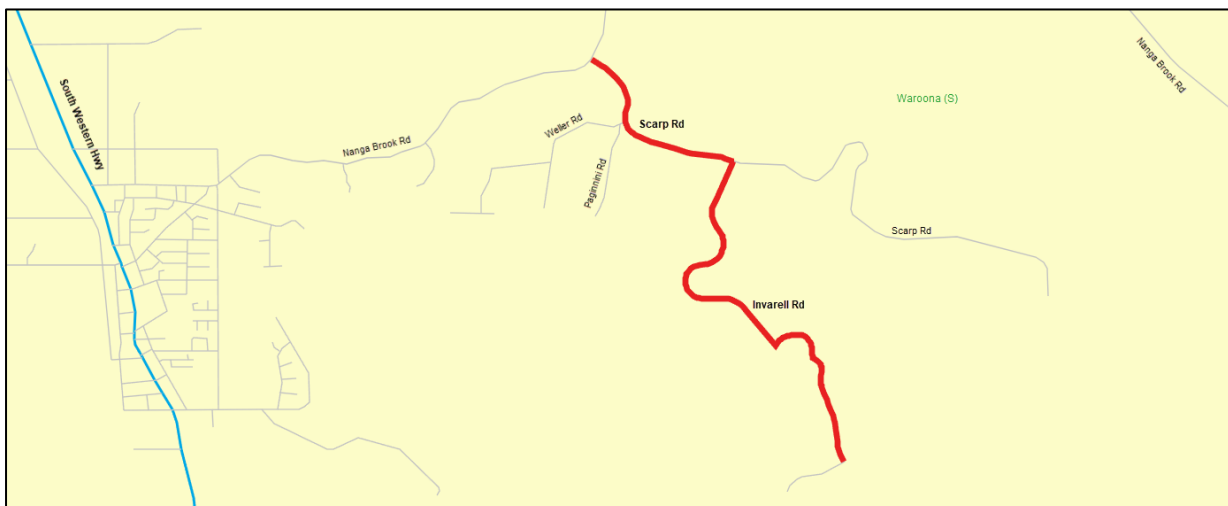 Nanga Brook Rd
South Western Hwy
Waroona (S)
Scarp Rd
Weller Rd
Nanga Brook Rd
Paginnini Rd
Scarp Rd
Invarell Rd